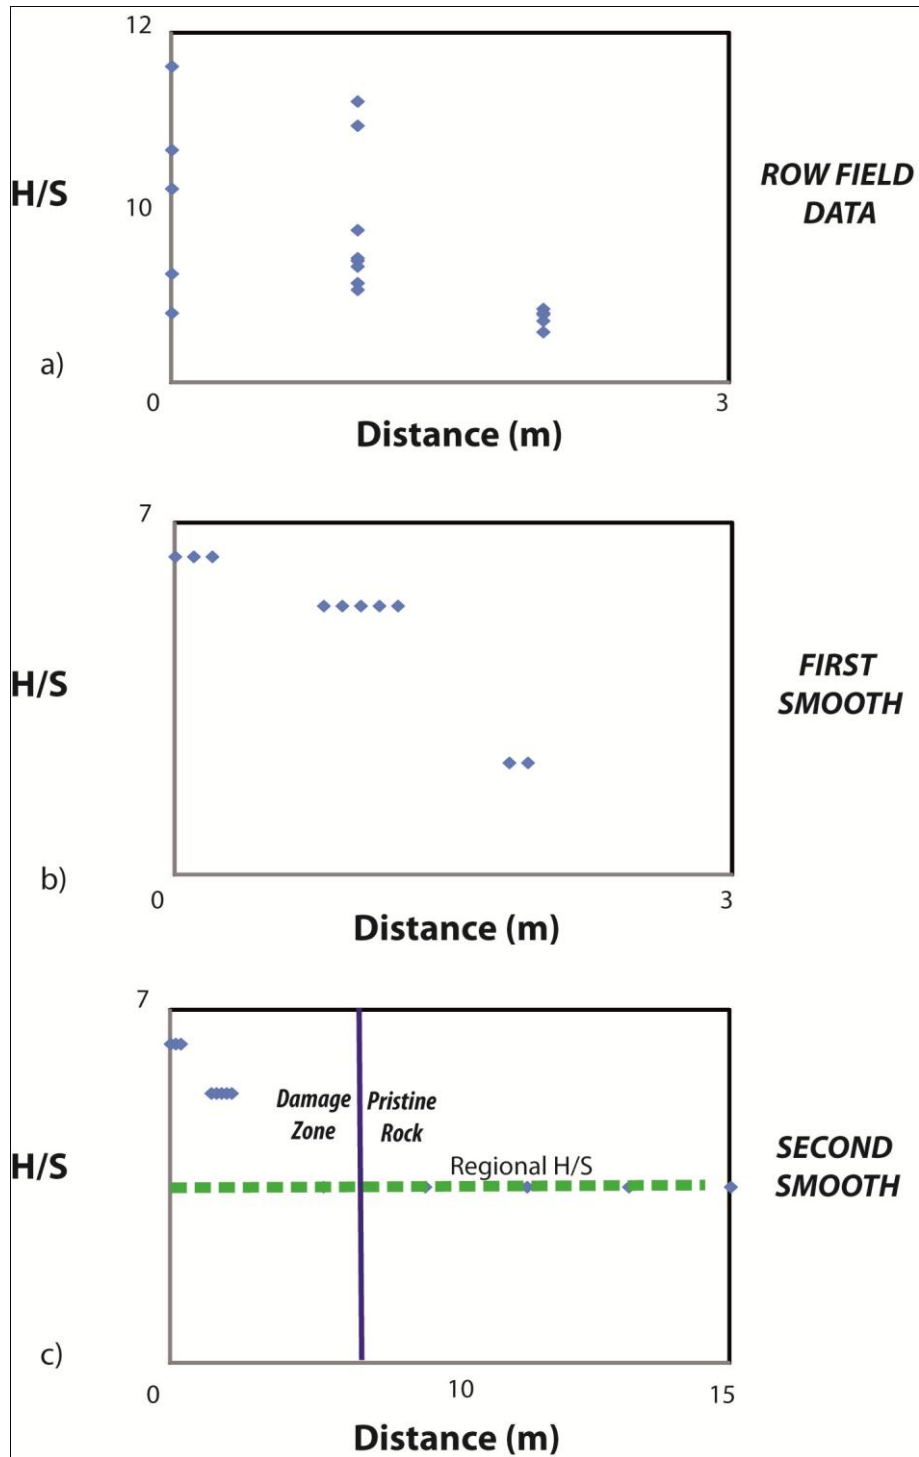 12
H/S
10
ROW FIELD
DATA
a)
0
3
Distance (m)
7
H/S
FIRST
SMOOTH
b)
0
3
Distance (m)
7
Damage
Zone
Pristine
Rock
Regional H/S
H/S
SECOND
SMOOTH
c)
0
10
15
Distance (m)